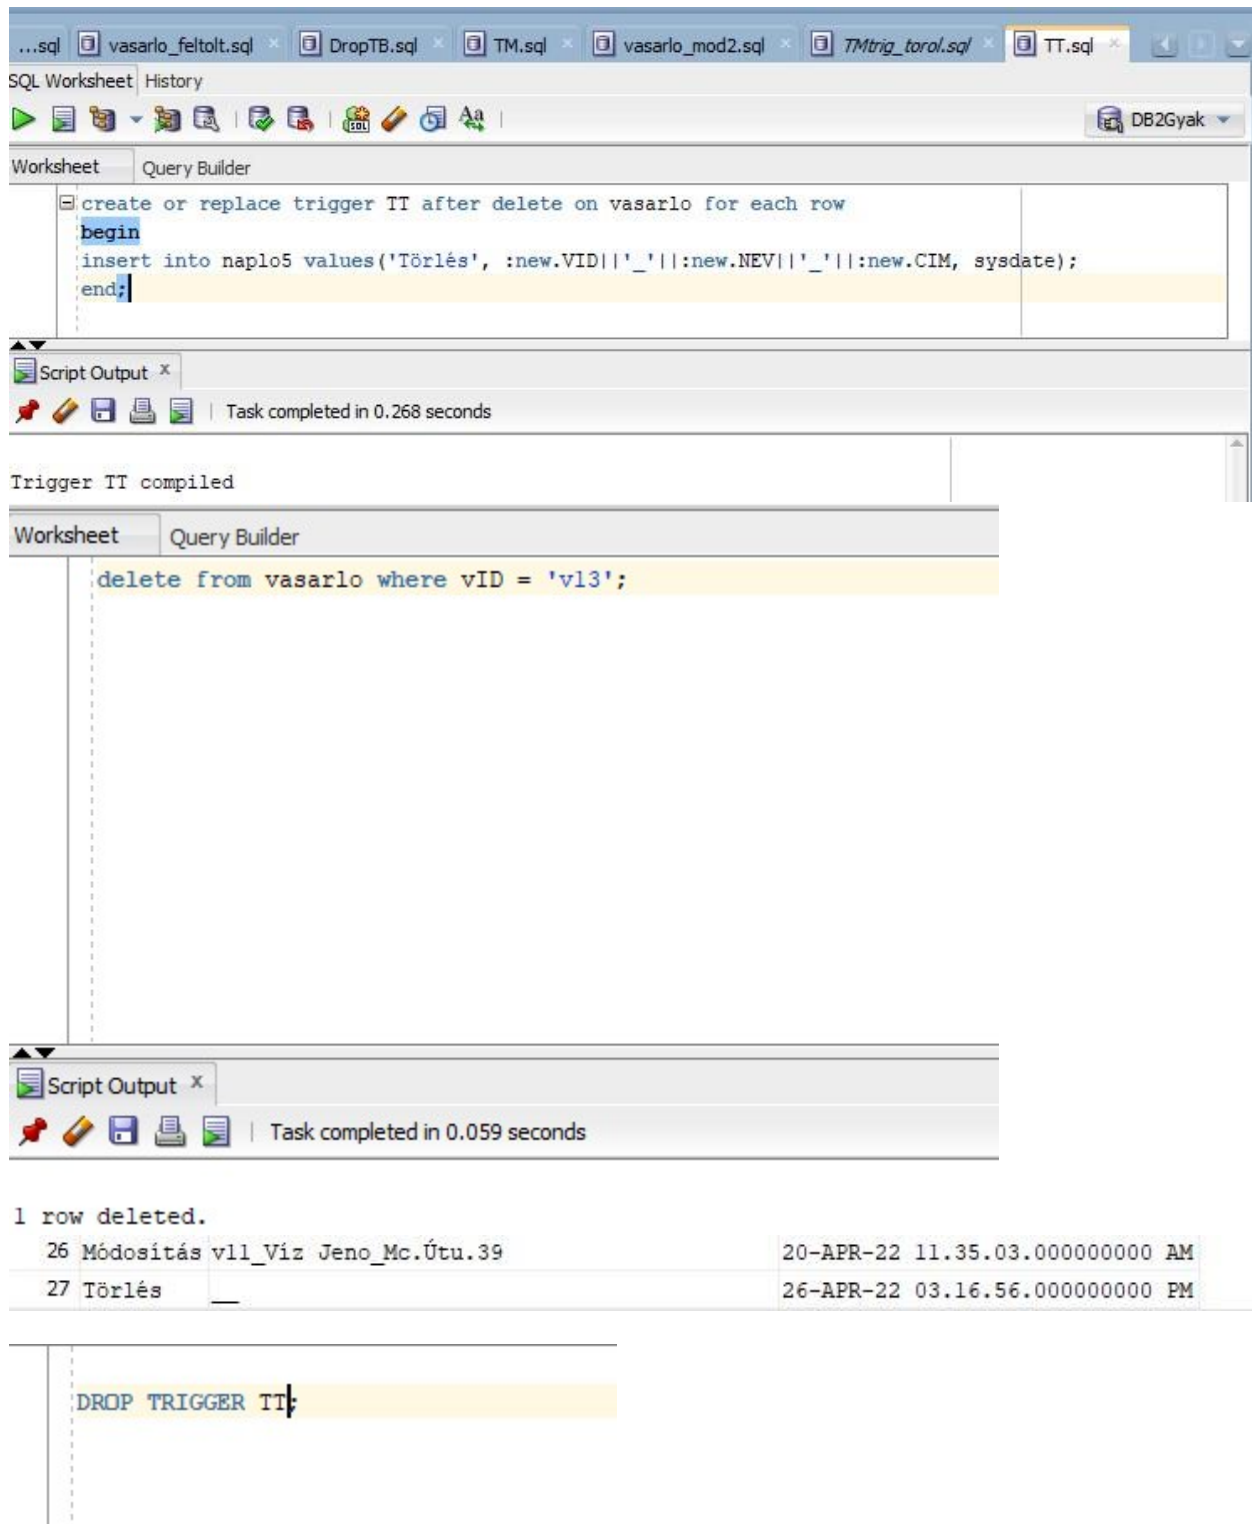 ...sql vasarlo_feltolt.sql DropTB.sql TM.sql vasarlo_mod2.sql TMtrig_torol.sql TT.sql
SQL Worksheet History
DB2Gyak
Worksheet Query Builder
create or replace trigger TT after delete on vasarlo for each row
begin
insert into naplo5 values('Törlés', :new.VID||'_'||:new.NEV||'_'||:new.CIM, sysdate);
end;
Script Output x
Task completed in 0.268 seconds
Trigger TT compiled
Worksheet Query Builder
delete from vasarlo where vID = 'v13';
Script Output x
Task completed in 0.059 seconds
1 row deleted.
26 Módosítás v11_Víz Jeno_Mc.Útu.39 20-APR-22 11.35.03.000000000 AM
27 Törlés __ 26-APR-22 03.16.56.000000000 PM
DROP TRIGGER TT;